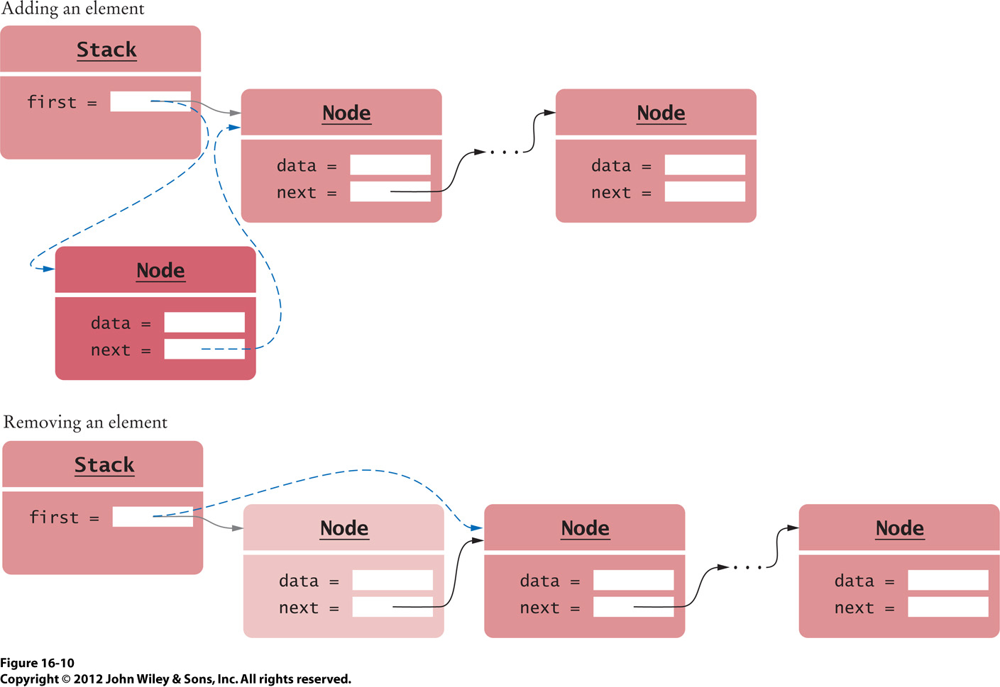 Adding an element
Stack
first =
Node
data =
next =
Node
data =
next =
Node
data =
next =
Removing an element
Stack
first =
Node
data =
next =
Node
data =
next =
Node
data =
next =
Figure 16-10
Copyright © 2012 John Wiley & Sons, Inc. All rights reserved.